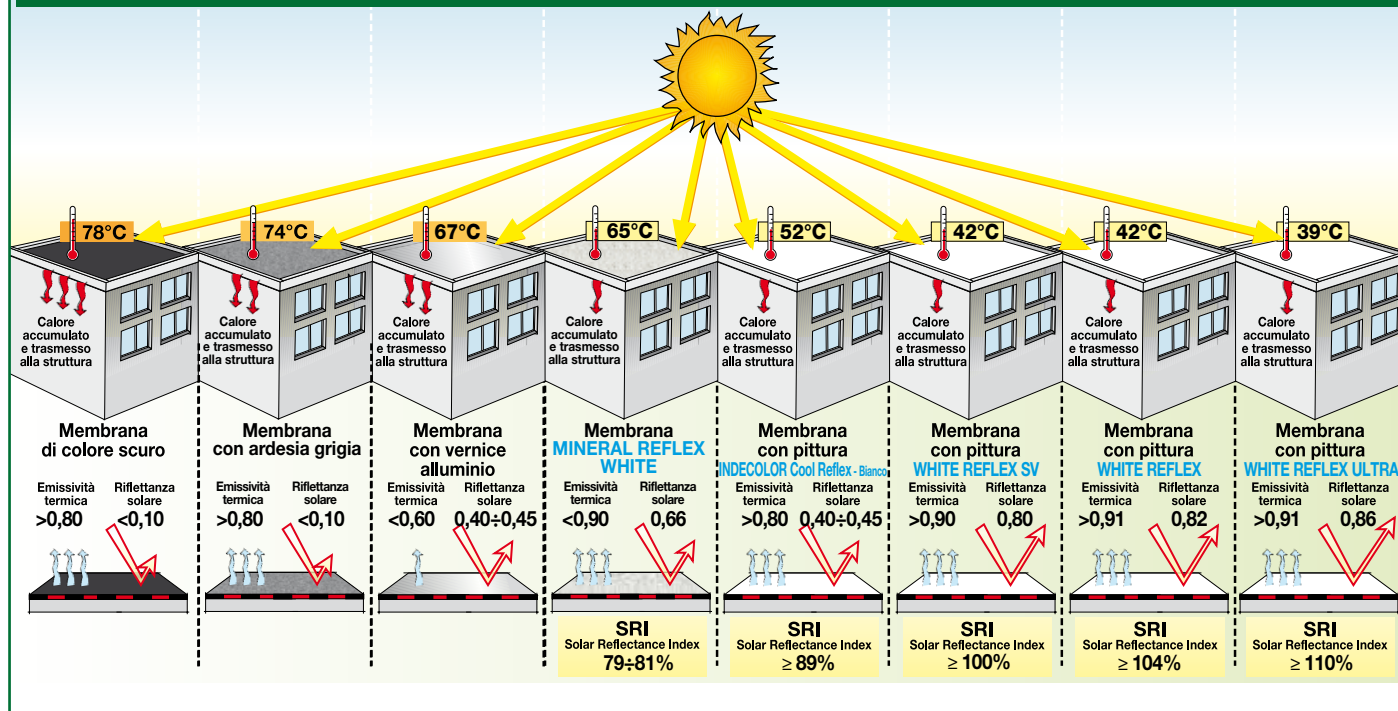 78°C
Calore
accumulato
e trasmesso
alla struttura
Membrana
di colore scuro
Emissività
termica
>0,80
Riflettanza
solare
<0,10
74°C
Calore
accumulato
e trasmesso
alla struttura
Membrana
con ardesia grigia
Emissività
termica
>0,80
Riflettanza
solare
<0,10
67°C
Calore
accumulato
e trasmesso
alla struttura
Membrana
con vernice
alluminio
Emissività
termica
<0,60
Riflettanza
solare
0,40÷0,45
65°C
Calore
accumulato
e trasmesso
alla struttura
Membrana
MINERAL REFLEX
WHITE
Emissività
termica
<0,90
Riflettanza
solare
0,66
SRI
Solar Reflectance Index
79÷81%
52°C
Calore
accumulato
e trasmesso
alla struttura
Membrana
con pittura
INDECOLOR Cool Reflex - Bianco
Emissività
termica
>0,80
Riflettanza
solare
0,40÷0,45
SRI
Solar Reflectance Index
≥ 89%
42°C
Calore
accumulato
e trasmesso
alla struttura
Membrana
con pittura
WHITE REFLEX SV
Emissività
termica
>0,90
Riflettanza
solare
0,80
SRI
Solar Reflectance Index
≥ 100%
42°C
Calore
accumulato
e trasmesso
alla struttura
Membrana
con pittura
WHITE REFLEX
Emissività
termica
>0,91
Riflettanza
solare
0,82
SRI
Solar Reflectance Index
≥ 104%
39°C
Calore
accumulato
e trasmesso
alla struttura
Membrana
con pittura
WHITE REFLEX ULTRA
Emissività
termica
>0,91
Riflettanza
solare
0,86
SRI
Solar Reflectance Index
≥ 110%